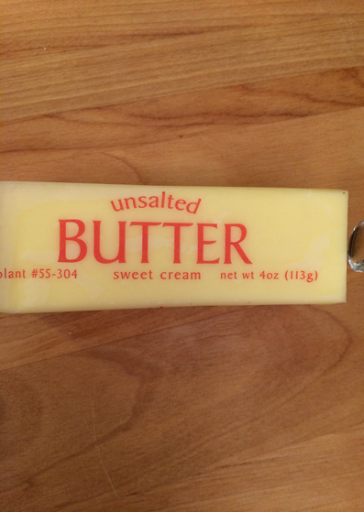 unsalted
BUTTER
plant #55-304 sweet cream net wt 4oz (113g)